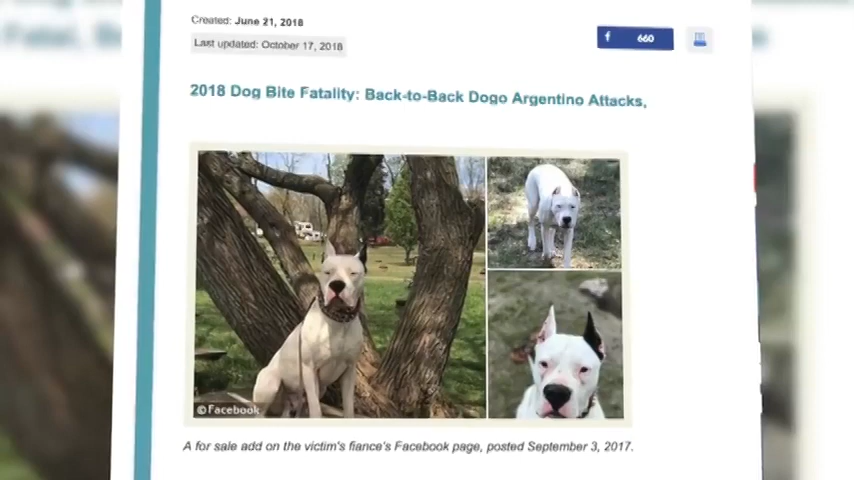 Created: June 21, 2018
Last updated: October 17, 2018
f 660
2018 Dog Bite Fatality: Back-to-Back Dogo Argentino Attacks,
©Facebook
A for sale add on the victim's fiance's Facebook page, posted September 3, 2017.